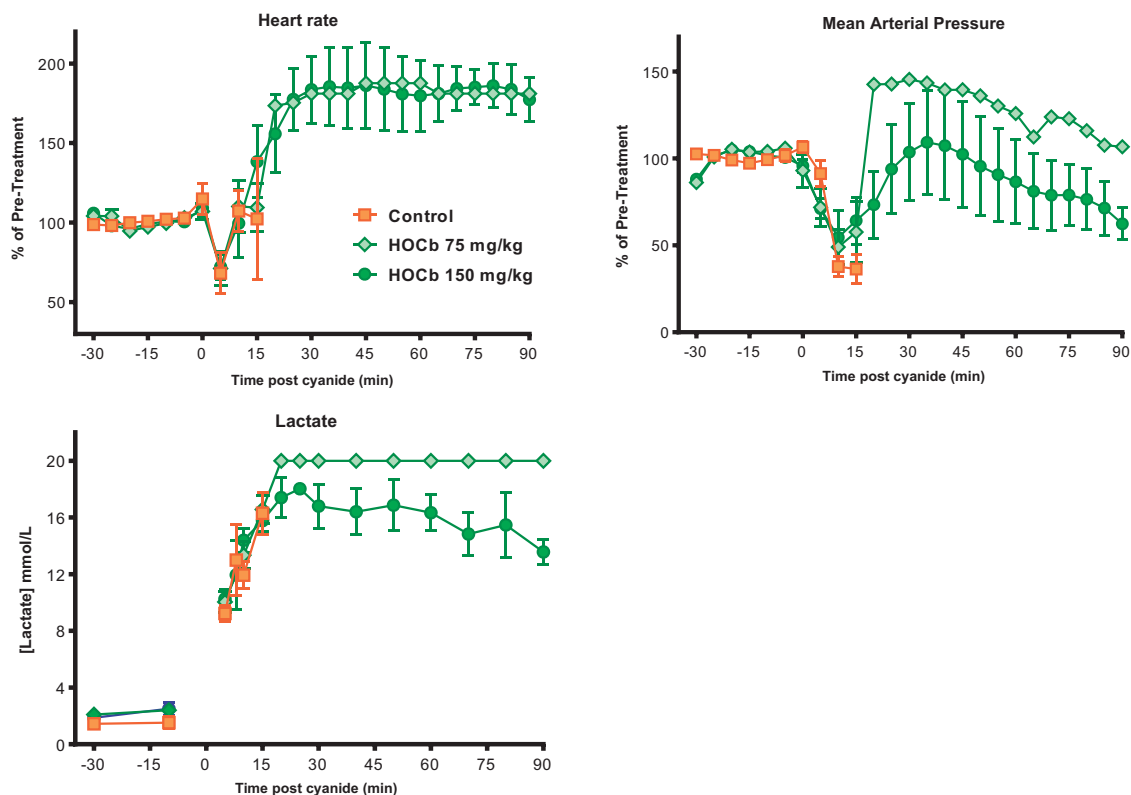 Heart rate
% of Pre-Treatment
200
150
100
50
-30 -15 0 15 30 45 60 75 90
Time post cyanide (min)
Control
HOCb 75 mg/kg
HOCb 150 mg/kg
Mean Arterial Pressure
% of Pre-Treatment
150
100
50
0
-30 -15 0 15 30 45 60 75 90
Time post cyanide (min)
Lactate
[Lactate] mmol/L
20
16
12
8
4
0
-30 -15 0 15 30 45 60 75 90
Time post cyanide (min)